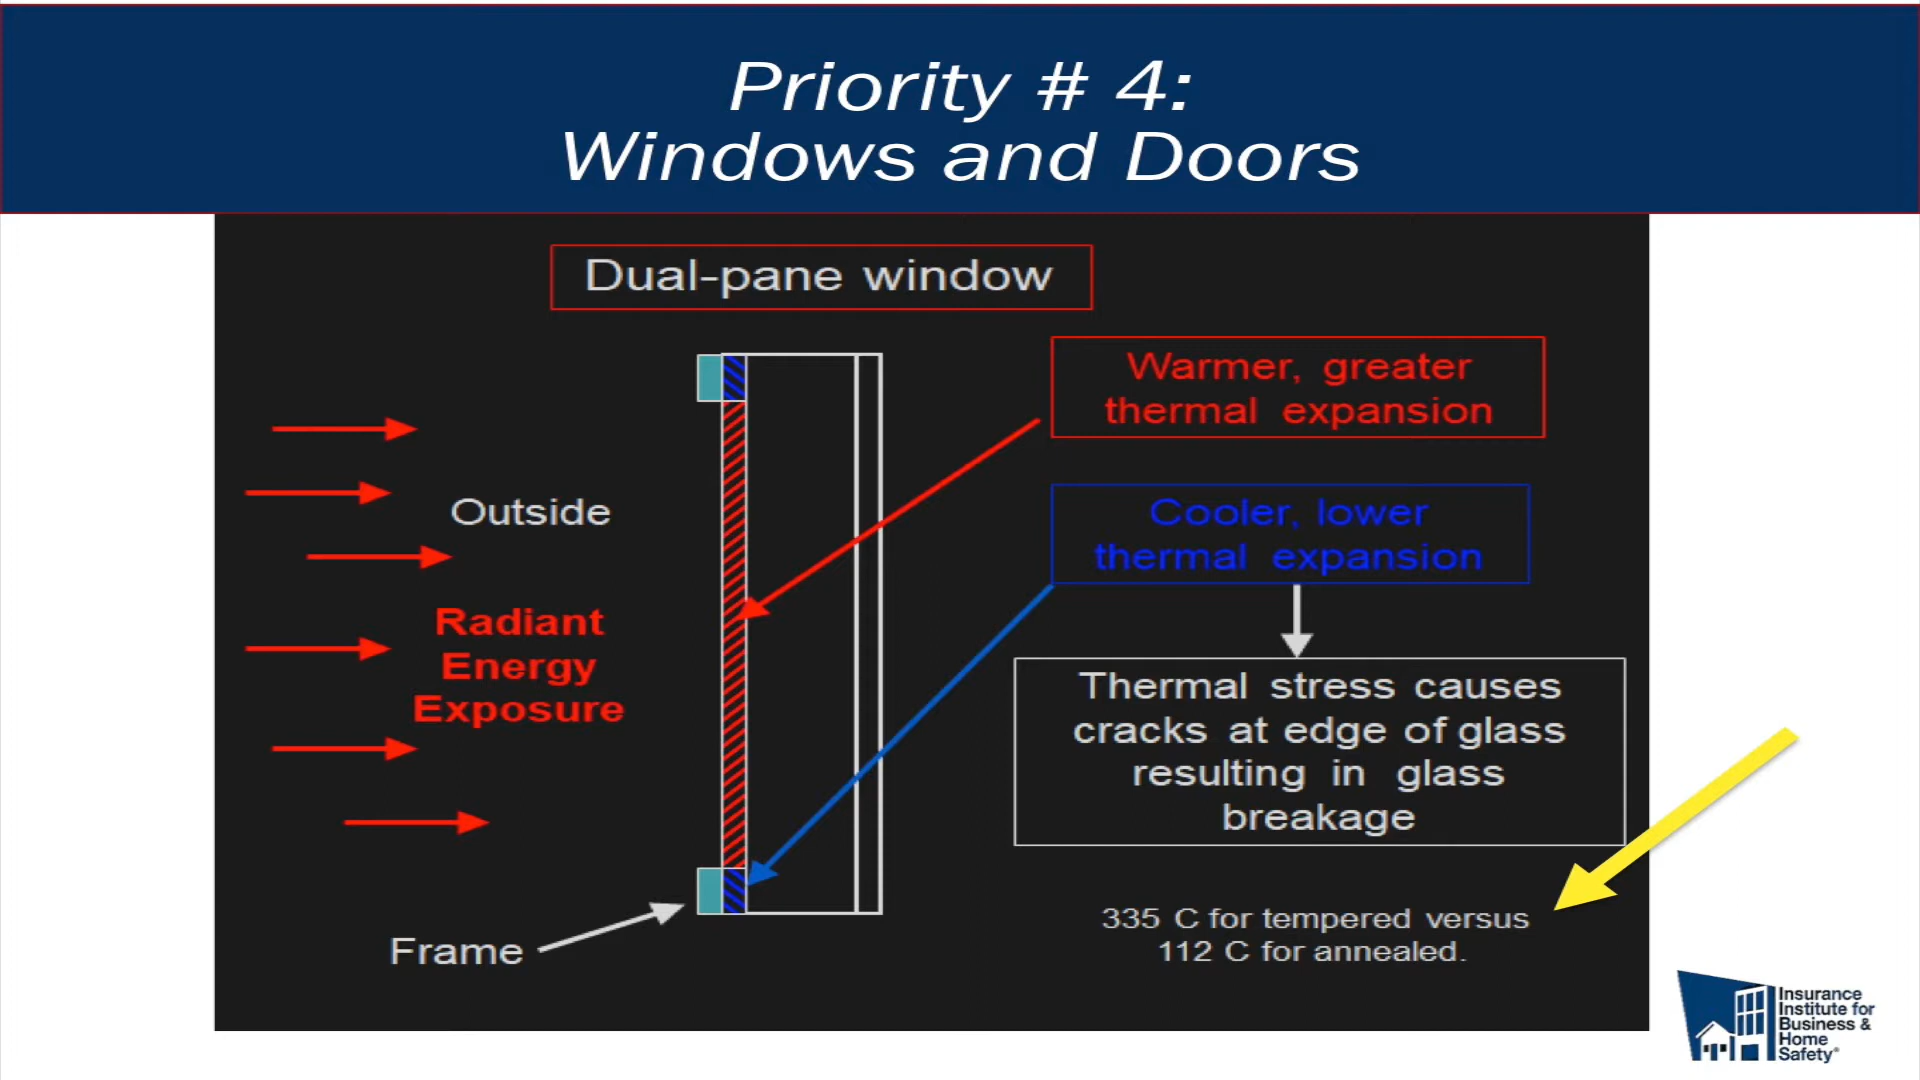 Priority # 4:
Windows and Doors
Dual-pane window
Warmer, greater
thermal expansion
Cooler, lower
thermal expansion
Outside
Radiant
Energy
Exposure
Thermal stress causes
cracks at edge of glass
resulting in glass
breakage
Frame
335 C for tempered versus
112 C for annealed.
Insurance
Institute for
Business &
Home
Safety®